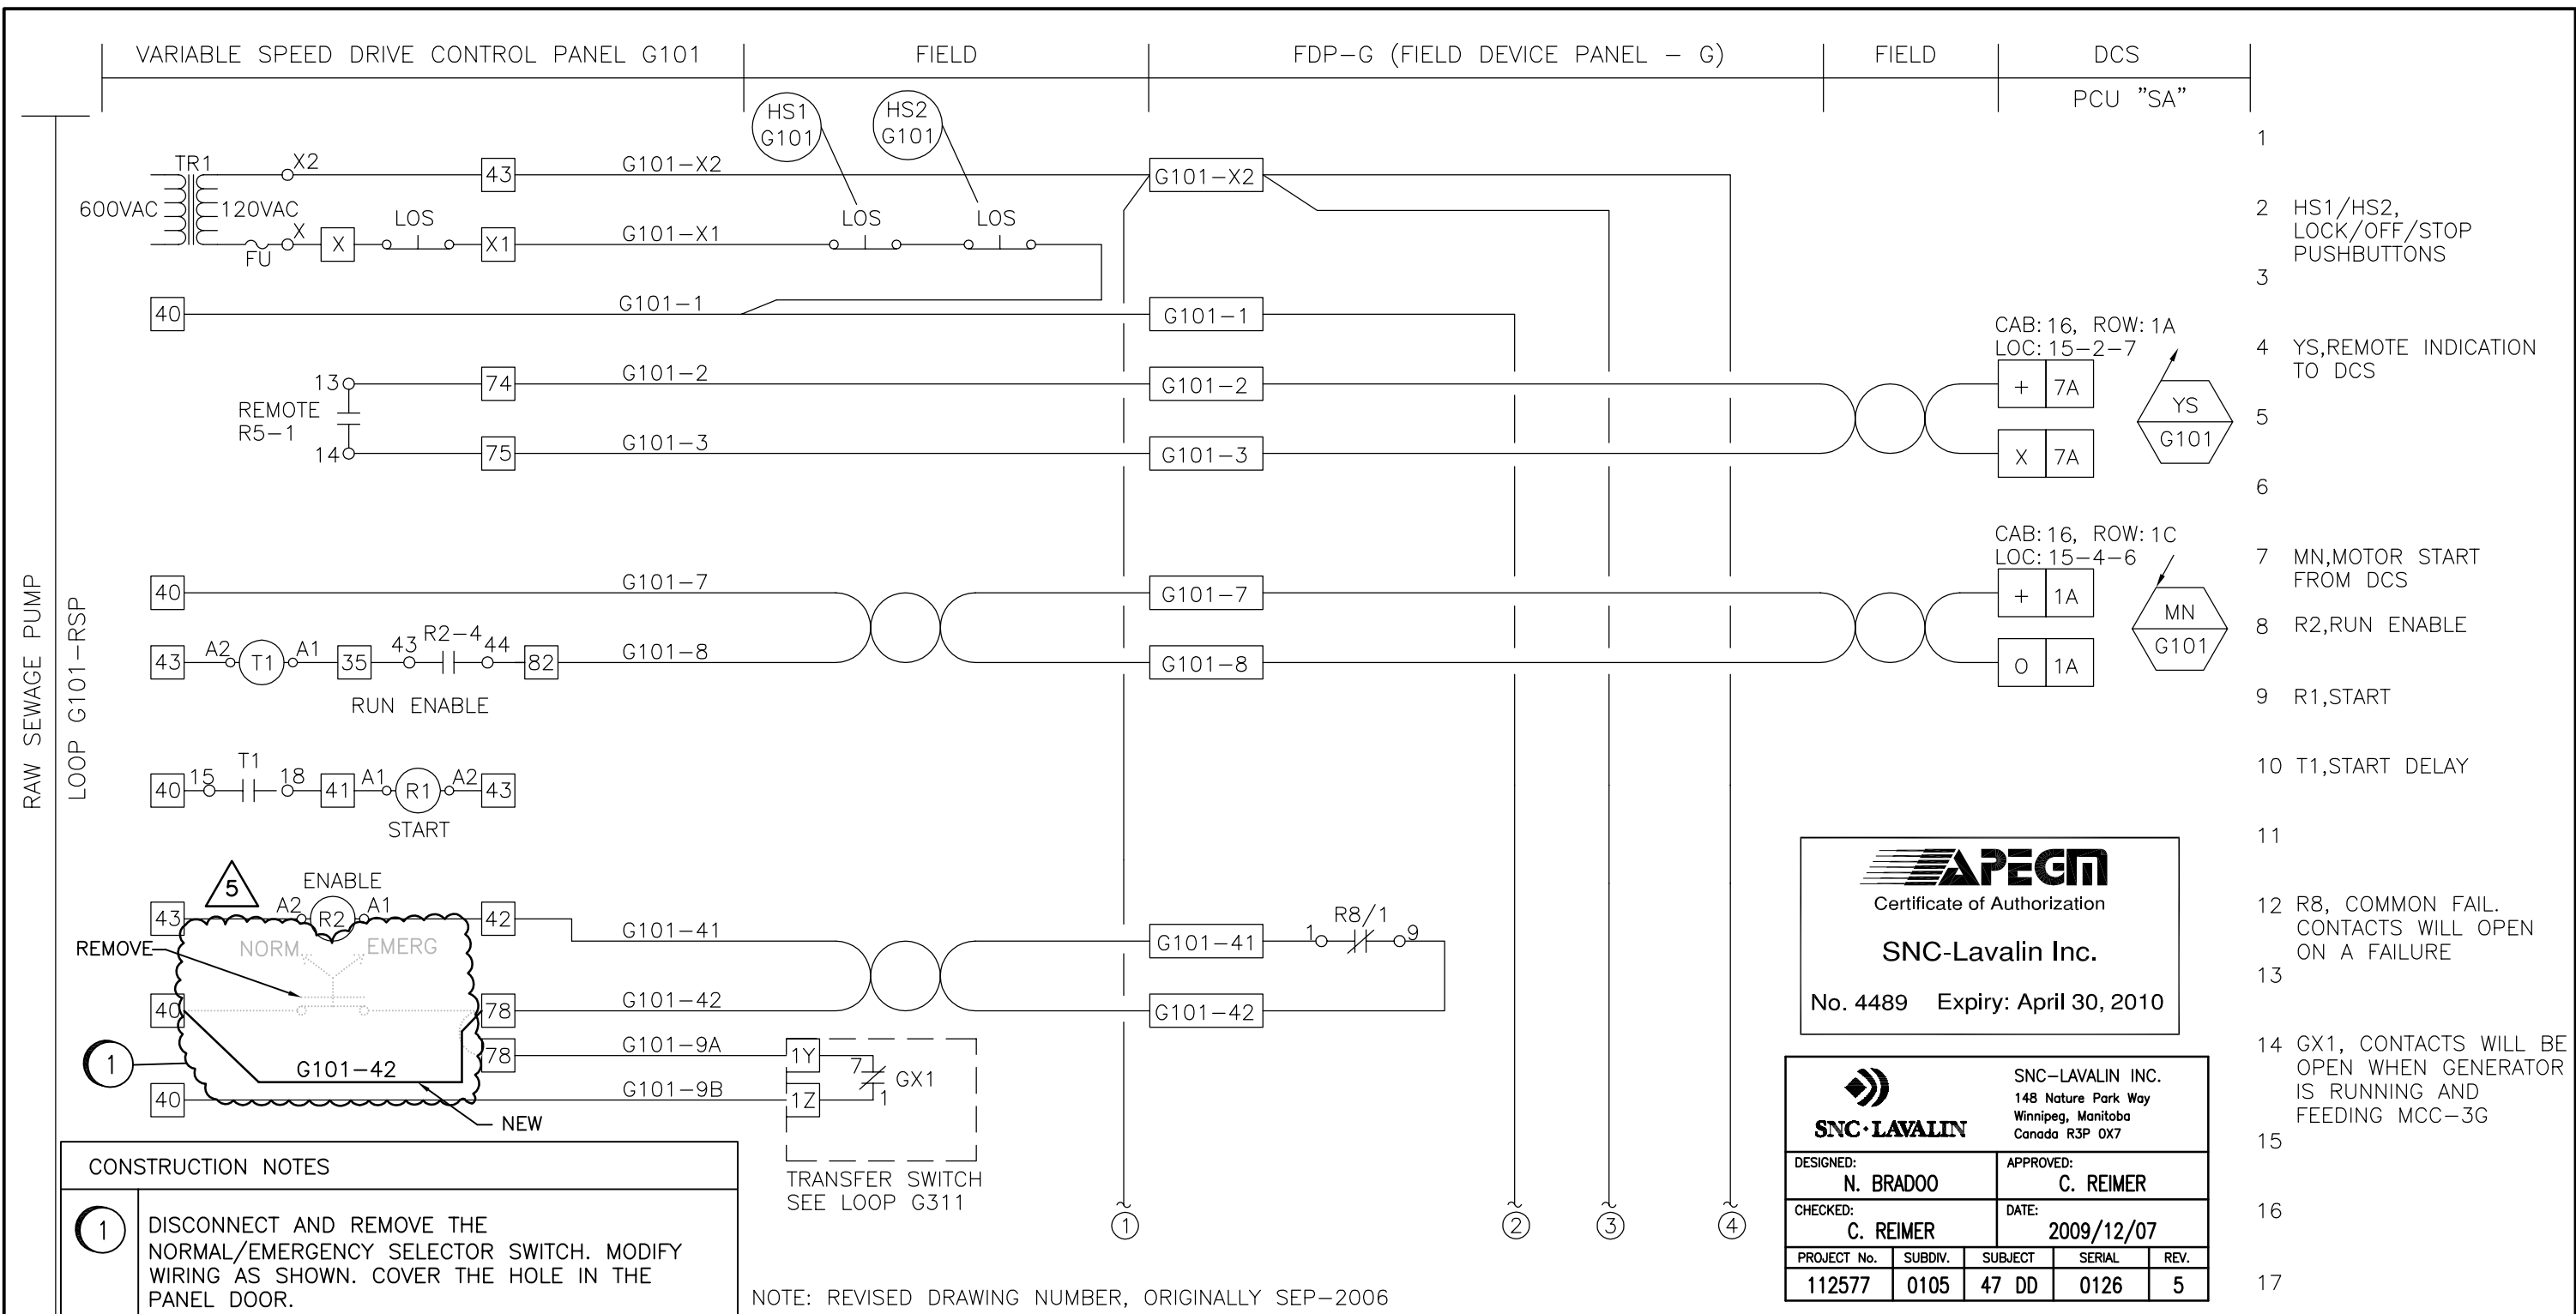 VARIABLE SPEED DRIVE CONTROL PANEL G101
FIELD
FDP-G (FIELD DEVICE PANEL - G)
FIELD
DCS
PCU "SA"
RAW SEWAGE PUMP
LOOP G101-RSP
HS1
G101
HS2
G101
TR1
X2
43
G101-X2
G101-X2
600VAC
120VAC
X
FU
X
LOS
X1
G101-X1
LOS
LOS
40
G101-1
G101-1
13
REMOTE
R5-1
14
74
G101-2
G101-2
75
G101-3
G101-3
CAB: 16, ROW: 1A
LOC: 15-2-7
+ 7A
X 7A
YS
G101
40
G101-7
G101-7
43
A2
T1
A1
35
43
R2-4
44
82
G101-8
G101-8
RUN ENABLE
CAB: 16, ROW: 1C
LOC: 15-4-6
+ 1A
O 1A
MN
G101
40
15
T1
18
41
A1
R1
A2
43
START
5
ENABLE
43
A2
R2
A1
42
G101-41
G101-41
1
R8/1
9
REMOVE
NORM.
EMERG
40
78
G101-42
G101-42
1
G101-42
78
G101-9A
1Y
7
GX1
40
G101-9B
1Z
1
NEW
TRANSFER SWITCH
SEE LOOP G311
1
2
3
4
1
2 HS1/HS2,
LOCK/OFF/STOP
PUSHBUTTONS
3
4 YS,REMOTE INDICATION
TO DCS
5
6
7 MN,MOTOR START
FROM DCS
8 R2,RUN ENABLE
9 R1,START
10 T1,START DELAY
11
12 R8, COMMON FAIL.
CONTACTS WILL OPEN
ON A FAILURE
13
14 GX1, CONTACTS WILL BE
OPEN WHEN GENERATOR
IS RUNNING AND
FEEDING MCC-3G
15
16
17
APEGM
Certificate of Authorization
SNC-Lavalin Inc.
No. 4489 Expiry: April 30, 2010
SNC·LAVALIN
SNC-LAVALIN INC.
148 Nature Park Way
Winnipeg, Manitoba
Canada R3P 0X7
DESIGNED:
N. BRADOO
APPROVED:
C. REIMER
CHECKED:
C. REIMER
DATE:
2009/12/07
PROJECT No. SUBDIV. SUBJECT SERIAL REV.
112577 0105 47 DD 0126 5
CONSTRUCTION NOTES
1 DISCONNECT AND REMOVE THE
NORMAL/EMERGENCY SELECTOR SWITCH. MODIFY
WIRING AS SHOWN. COVER THE HOLE IN THE
PANEL DOOR.
NOTE: REVISED DRAWING NUMBER, ORIGINALLY SEP-2006